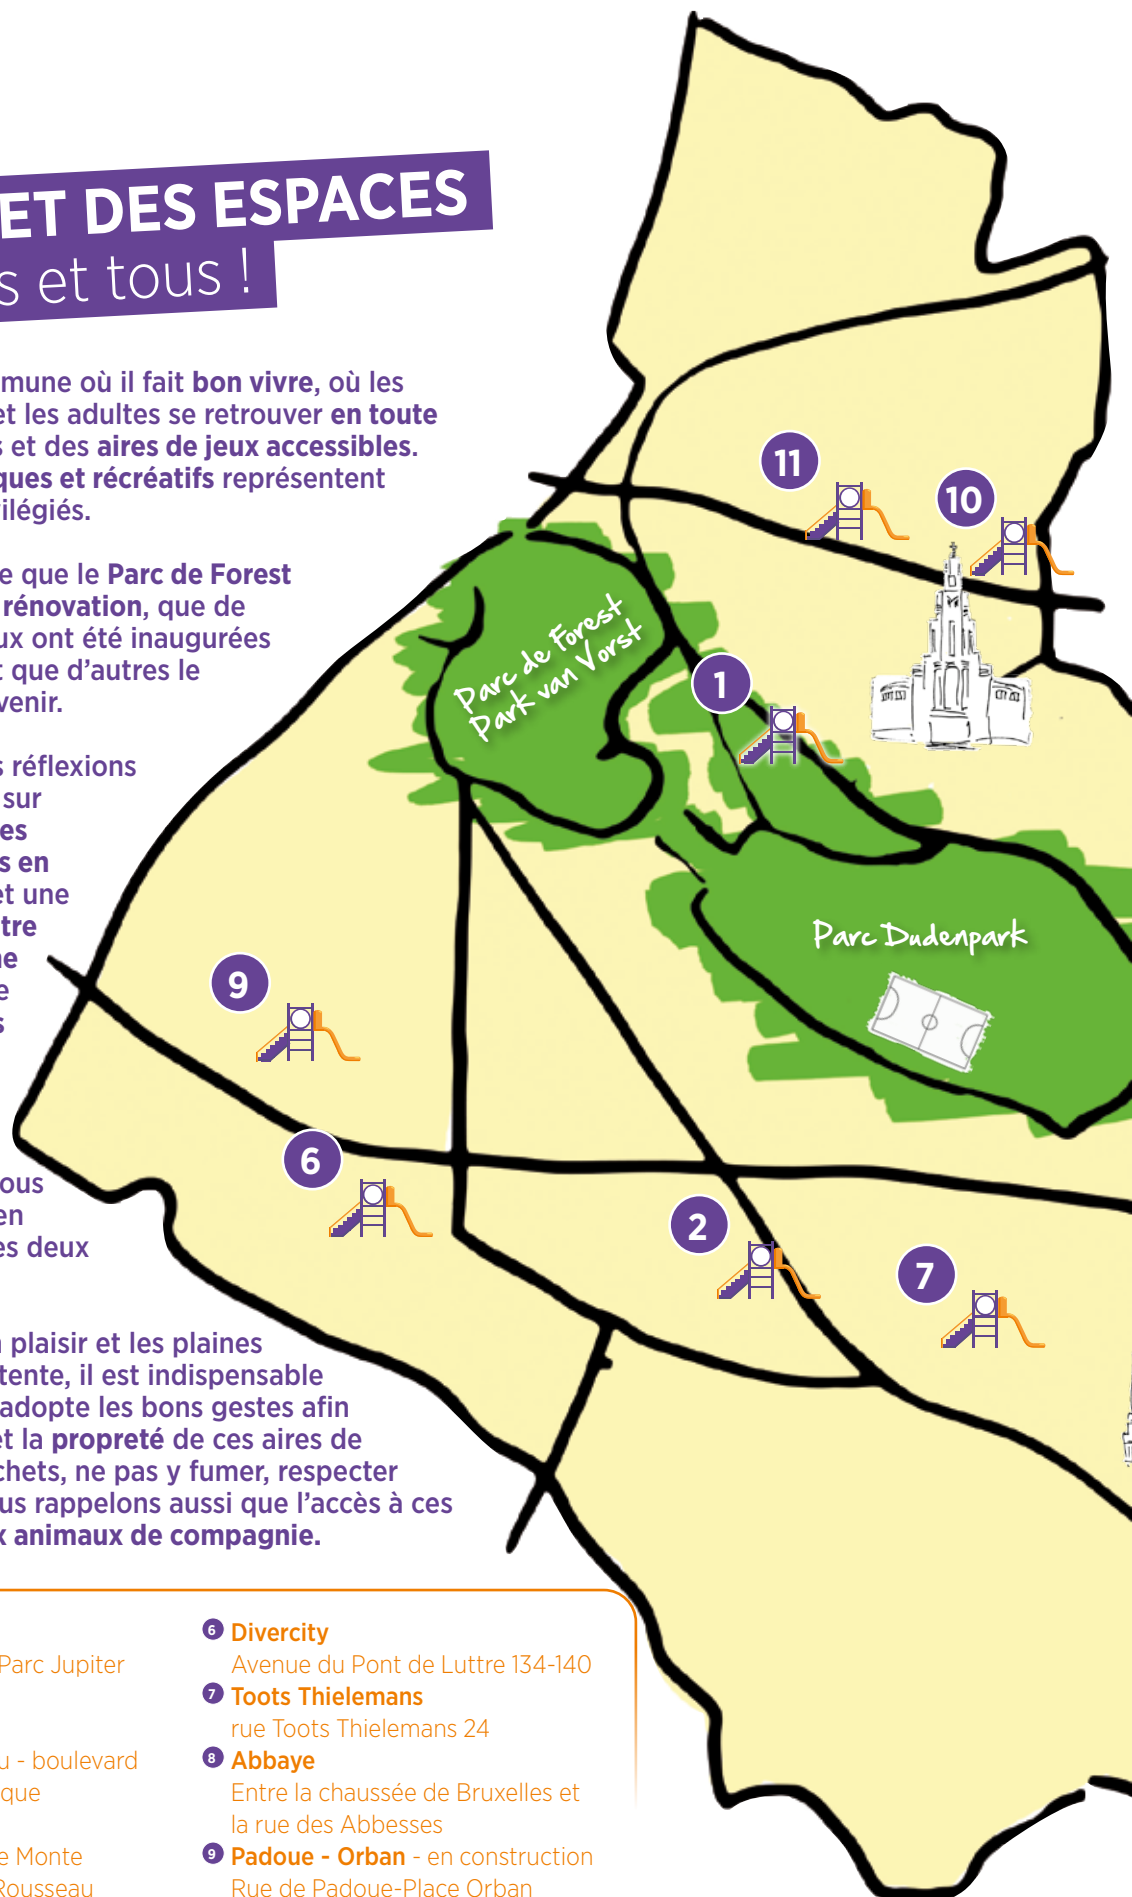 ET DES ESPACES
s et tous !
mune où il fait bon vivre, où les
et les adultes se retrouver en toute
s et des aires de jeux accessibles.
ques et récréatifs représentent
vilégiés.
e que le Parc de Forest
rénovation, que de
ux ont été inaugurées
t que d'autres le
venir.
s réflexions
sur
es
s en
et une
tre
ne
e
s
ous
en
es deux
n plaisir et les plaines
tente, il est indispensable
adopte les bons gestes afin
et la propreté de ces aires de
chets, ne pas y fumer, respecter
us rappelons aussi que l'accès à ces
x animaux de compagnie.
11
10
Parc de Forest
Park van Vorst
1
Parc Dudenpark
9
6
2
7
Parc Jupiter
u - boulevard
que
e Monte
Rousseau
6 Divercity
Avenue du Pont de Luttre 134-140
7 Toots Thielemans
rue Toots Thielemans 24
8 Abbaye
Entre la chaussée de Bruxelles et
la rue des Abbesses
9 Padoue - Orban - en construction
Rue de Padoue-Place Orban